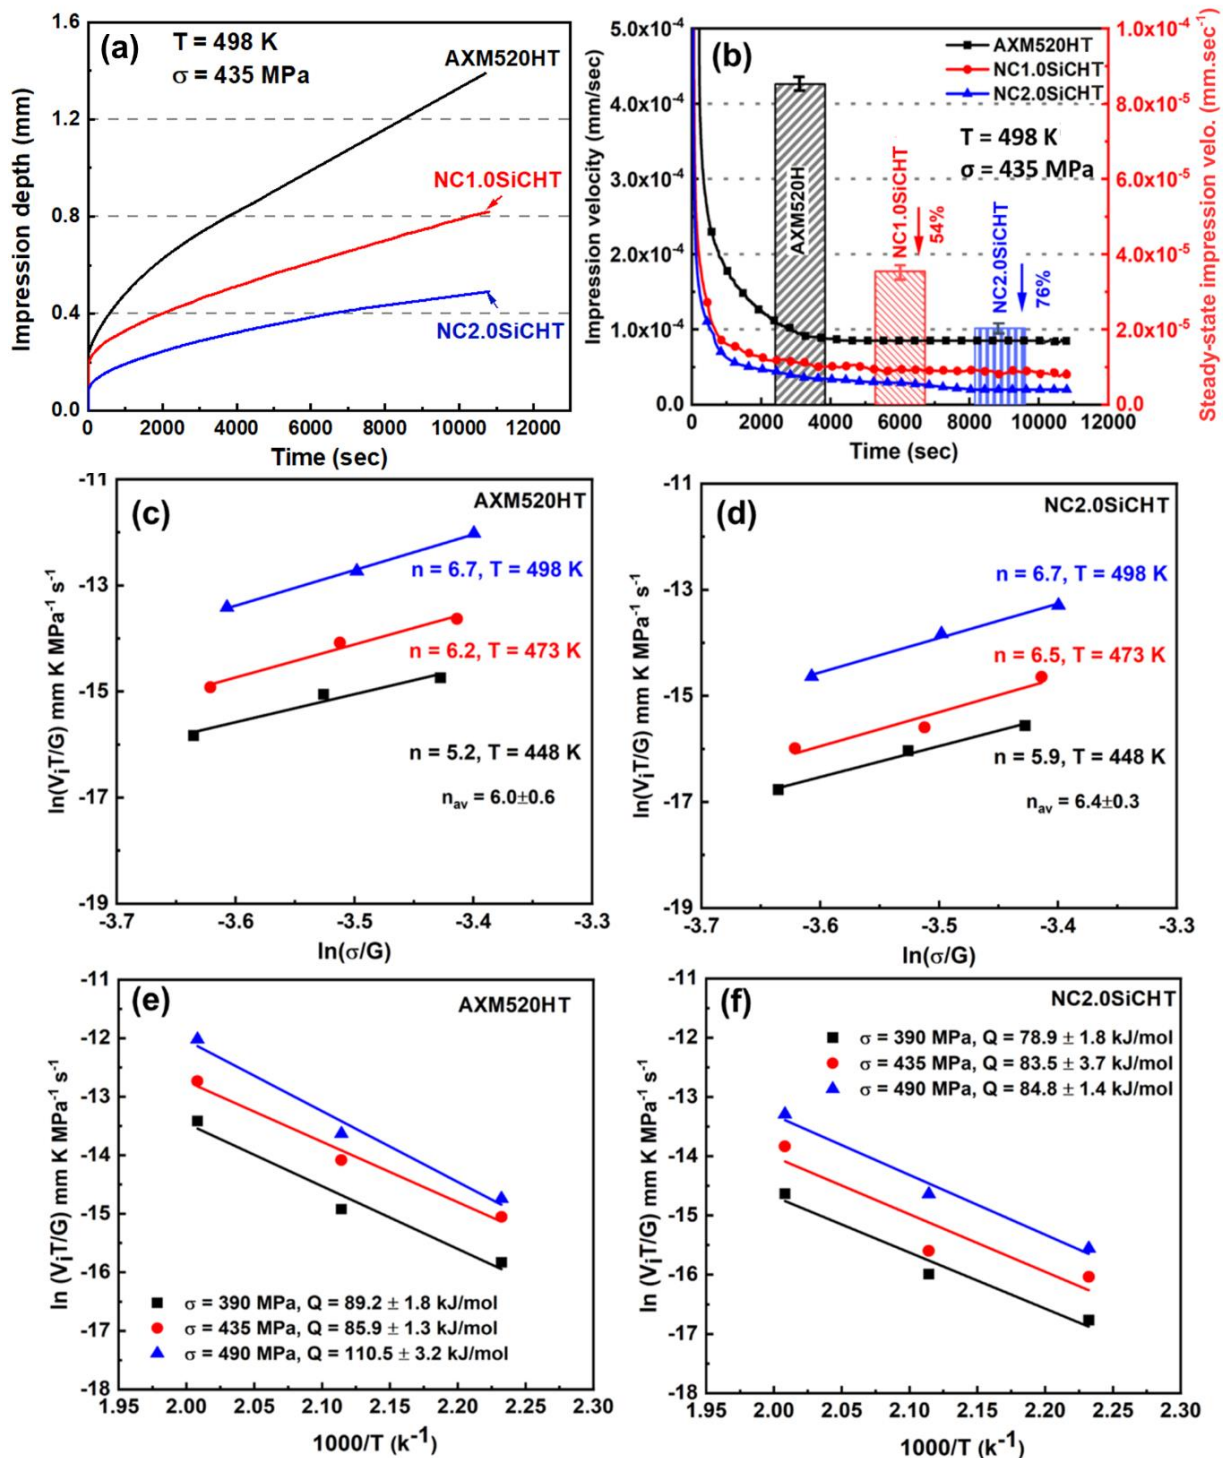 (a)
T = 498 K
σ = 435 MPa
AXM520HT
NC1.0SiCHT
NC2.0SiCHT
Impression depth (mm)
1.6
1.2
0.8
0.4
0.0
0 2000 4000 6000 8000 10000 12000
Time (sec)
(b)
AXM520HT
NC1.0SiCHT
NC2.0SiCHT
T = 498 K
σ = 435 MPa
AXM520H
NC1.0SiCHT
54%
NC2.0SiCHT
76%
Impression velocity (mm/sec)
5.0x10⁻⁴
4.0x10⁻⁴
3.0x10⁻⁴
2.0x10⁻⁴
1.0x10⁻⁴
0.0
Steady-state impression velo. (mm.sec⁻¹)
1.0x10⁻⁴
8.0x10⁻⁵
6.0x10⁻⁵
4.0x10⁻⁵
2.0x10⁻⁵
0.0
0 2000 4000 6000 8000 10000 12000
Time (sec)
(c)
AXM520HT
n = 6.7, T = 498 K
n = 6.2, T = 473 K
n = 5.2, T = 448 K
nav = 6.0±0.6
ln(ViT/G) mm K MPa⁻¹ s⁻¹
-11
-13
-15
-17
-19
-3.7 -3.6 -3.5 -3.4 -3.3
ln(σ/G)
(d)
NC2.0SiCHT
n = 6.7, T = 498 K
n = 6.5, T = 473 K
n = 5.9, T = 448 K
nav = 6.4±0.3
ln(ViT/G) mm K MPa⁻¹ s⁻¹
-11
-13
-15
-17
-19
-3.7 -3.6 -3.5 -3.4 -3.3
ln(σ/G)
(e)
AXM520HT
σ = 390 MPa, Q = 89.2 ± 1.8 kJ/mol
σ = 435 MPa, Q = 85.9 ± 1.3 kJ/mol
σ = 490 MPa, Q = 110.5 ± 3.2 kJ/mol
ln (ViT/G) mm K MPa⁻¹ s⁻¹
-11
-12
-13
-14
-15
-16
-17
-18
1.95 2.00 2.05 2.10 2.15 2.20 2.25 2.30
1000/T (k⁻¹)
(f)
NC2.0SiCHT
σ = 390 MPa, Q = 78.9 ± 1.8 kJ/mol
σ = 435 MPa, Q = 83.5 ± 3.7 kJ/mol
σ = 490 MPa, Q = 84.8 ± 1.4 kJ/mol
ln (ViT/G) mm K MPa⁻¹ s⁻¹
-11
-12
-13
-14
-15
-16
-17
-18
1.95 2.00 2.05 2.10 2.15 2.20 2.25 2.30
1000/T (k⁻¹)